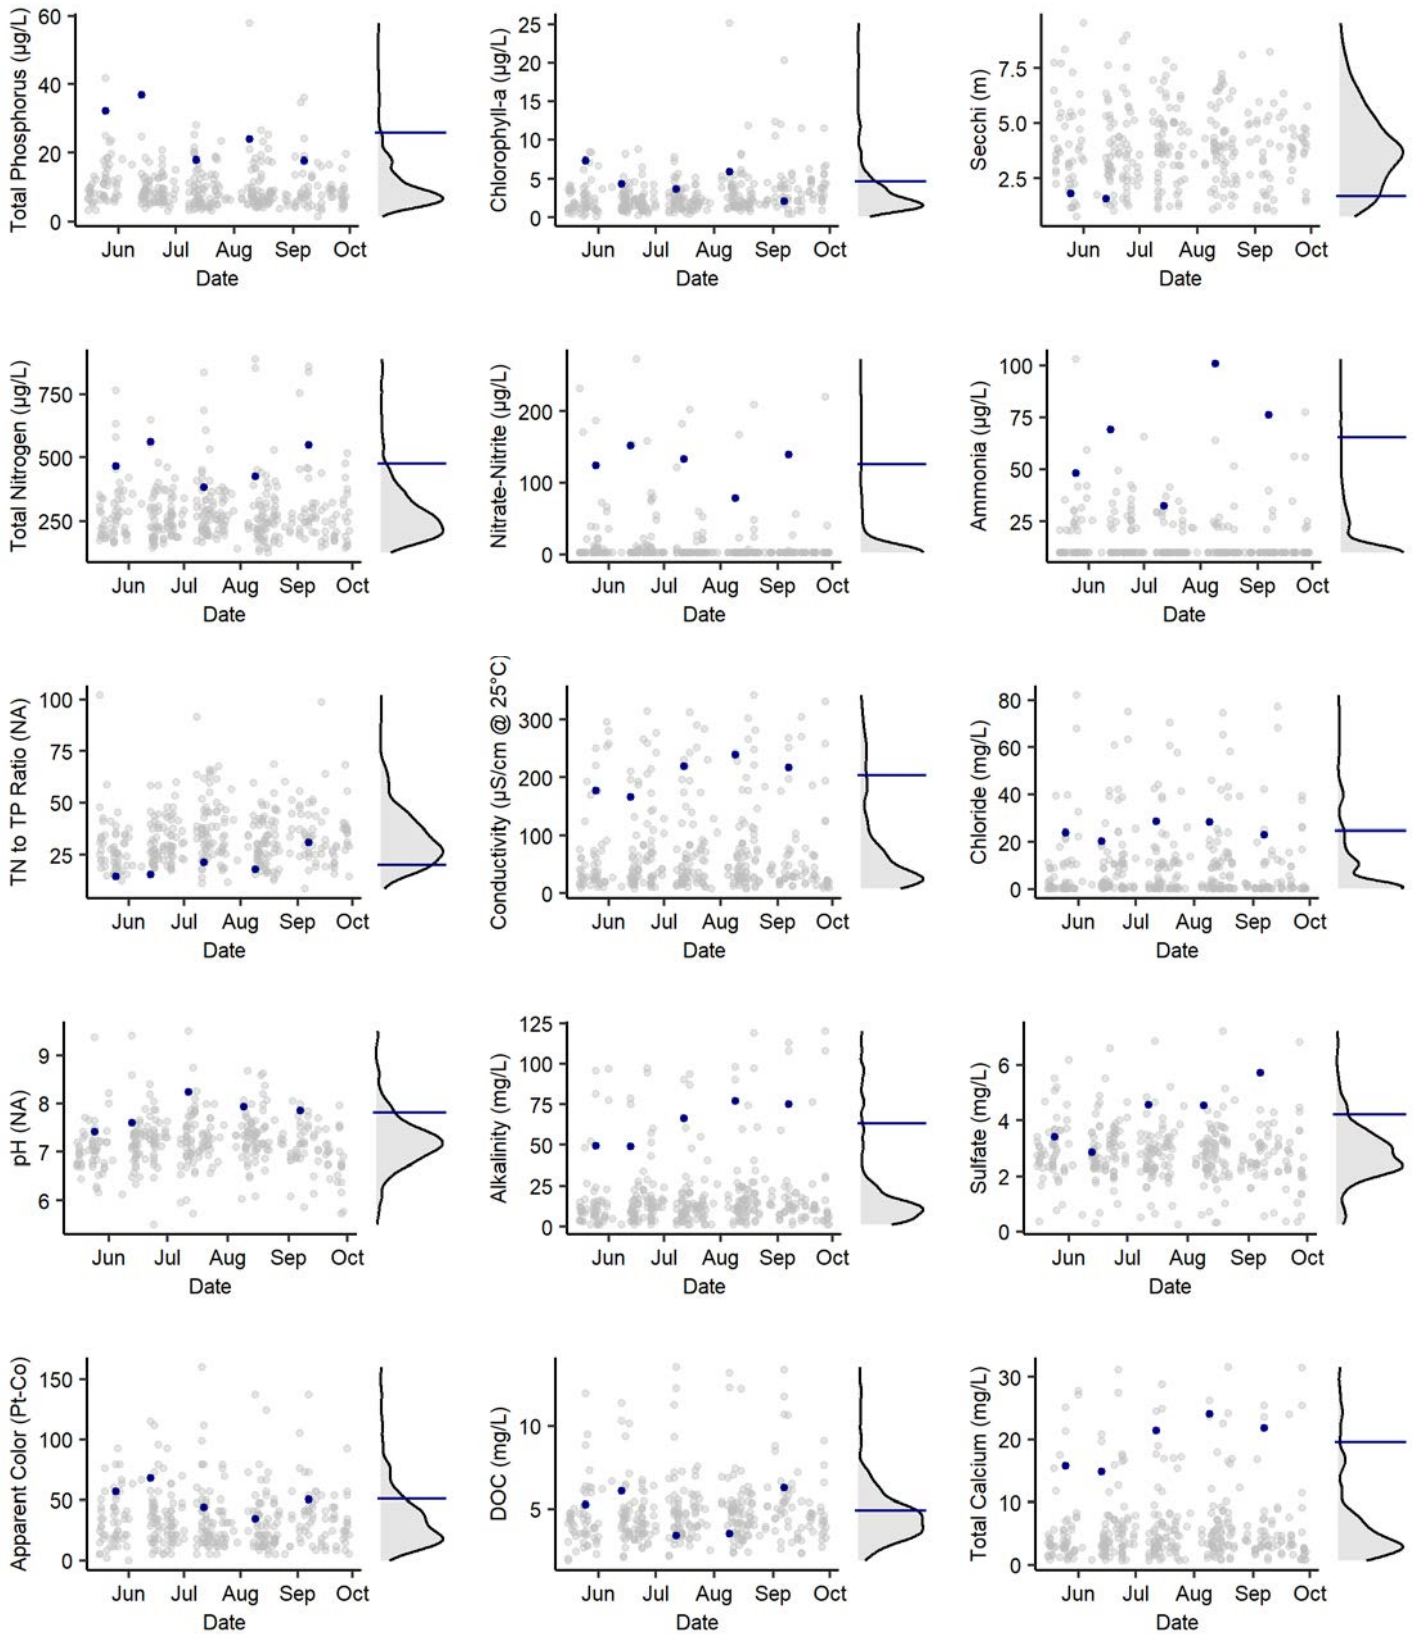 Total Phosphorus (µg/L)
60
40
20
0
Jun Jul Aug Sep Oct
Date
Chlorophyll-a (µg/L)
25
20
15
10
5
0
Jun Jul Aug Sep Oct
Date
Secchi (m)
7.5
5.0
2.5
Jun Jul Aug Sep Oct
Date
Total Nitrogen (µg/L)
750
500
250
Jun Jul Aug Sep Oct
Date
Nitrate-Nitrite (µg/L)
200
100
0
Jun Jul Aug Sep Oct
Date
Ammonia (µg/L)
100
75
50
25
Jun Jul Aug Sep Oct
Date
TN to TP Ratio (NA)
100
75
50
25
Jun Jul Aug Sep Oct
Date
Conductivity (µS/cm @ 25°C)
300
200
100
0
Jun Jul Aug Sep Oct
Date
Chloride (mg/L)
80
60
40
20
0
Jun Jul Aug Sep Oct
Date
pH (NA)
9
8
7
6
Jun Jul Aug Sep Oct
Date
Alkalinity (mg/L)
125
100
75
50
25
0
Jun Jul Aug Sep Oct
Date
Sulfate (mg/L)
6
4
2
0
Jun Jul Aug Sep Oct
Date
Apparent Color (Pt-Co)
150
100
50
0
Jun Jul Aug Sep Oct
Date
DOC (mg/L)
10
5
Jun Jul Aug Sep Oct
Date
Total Calcium (mg/L)
30
20
10
0
Jun Jul Aug Sep Oct
Date